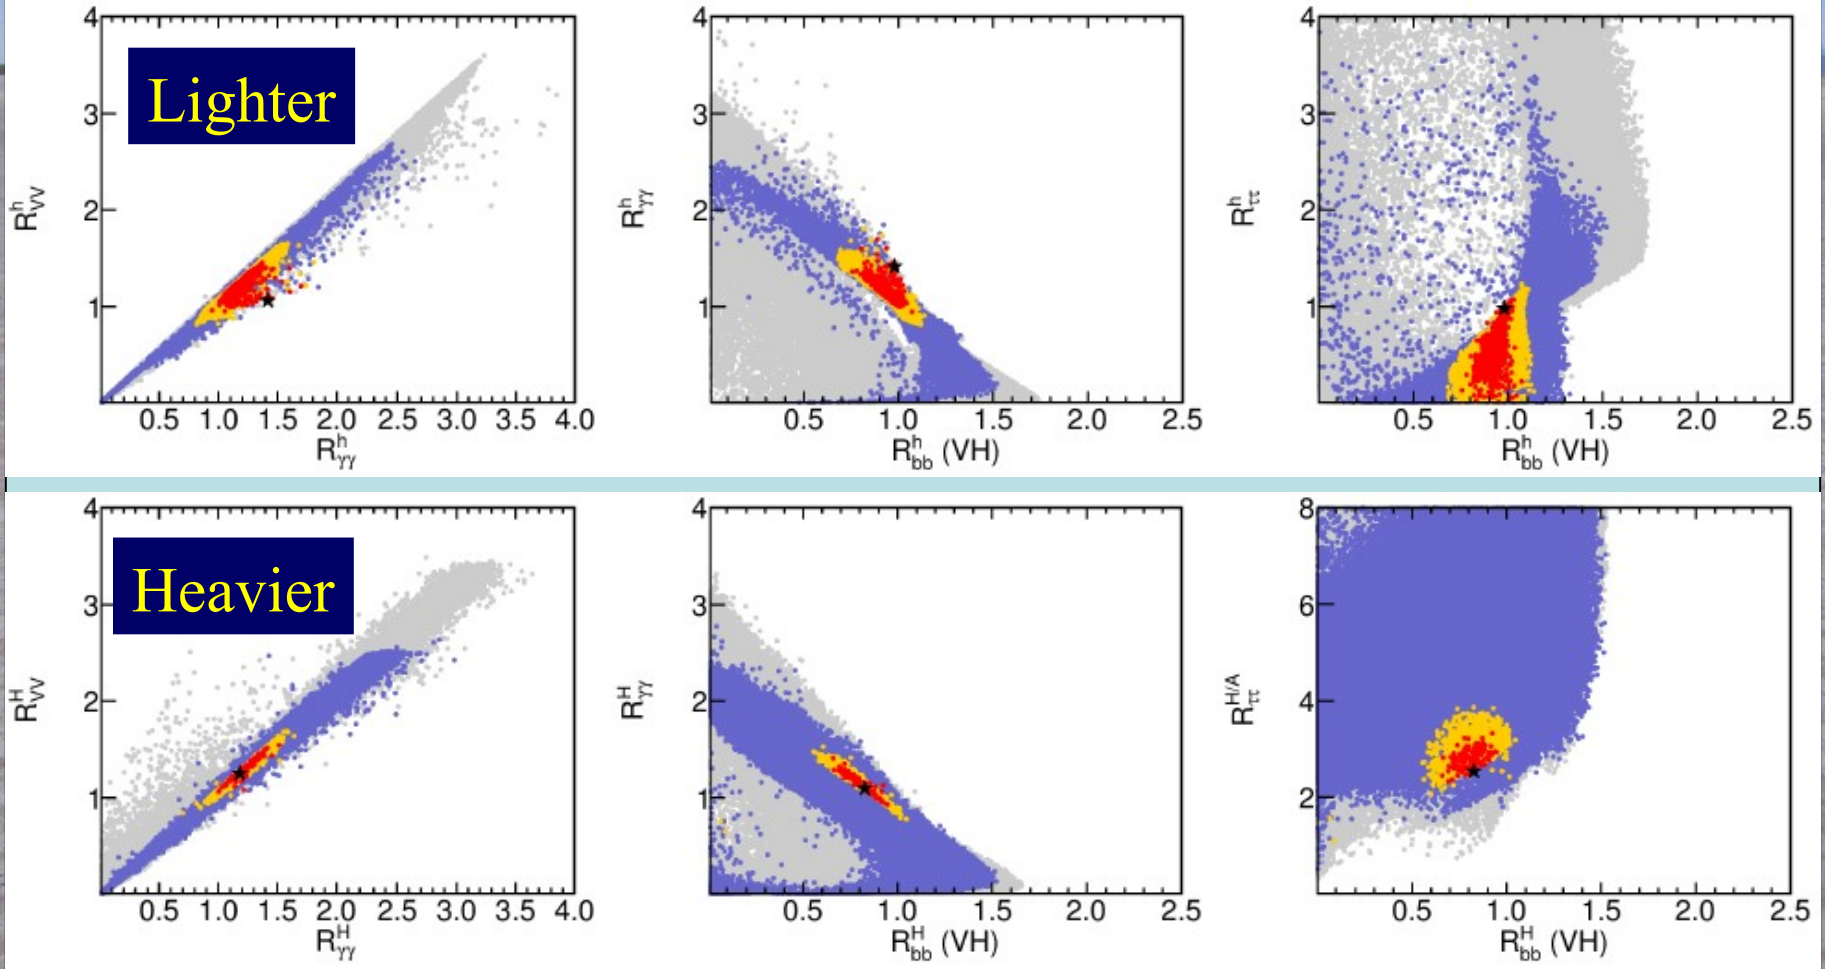 Lighter
4
3
2
1
R^h_VV
0.5 1.0 1.5 2.0 2.5 3.0 3.5 4.0
R^h_γγ
4
3
2
1
R^h_γγ
0.5 1.0 1.5 2.0 2.5
R^h_bb (VH)
4
3
2
1
R^h_ττ
0.5 1.0 1.5 2.0 2.5
R^h_bb (VH)
Heavier
4
3
2
1
R^H_VV
0.5 1.0 1.5 2.0 2.5 3.0 3.5 4.0
R^H_γγ
4
3
2
1
R^H_γγ
0.5 1.0 1.5 2.0 2.5
R^H_bb (VH)
8
6
4
2
R^H/A_ττ
0.5 1.0 1.5 2.0 2.5
R^H_bb (VH)